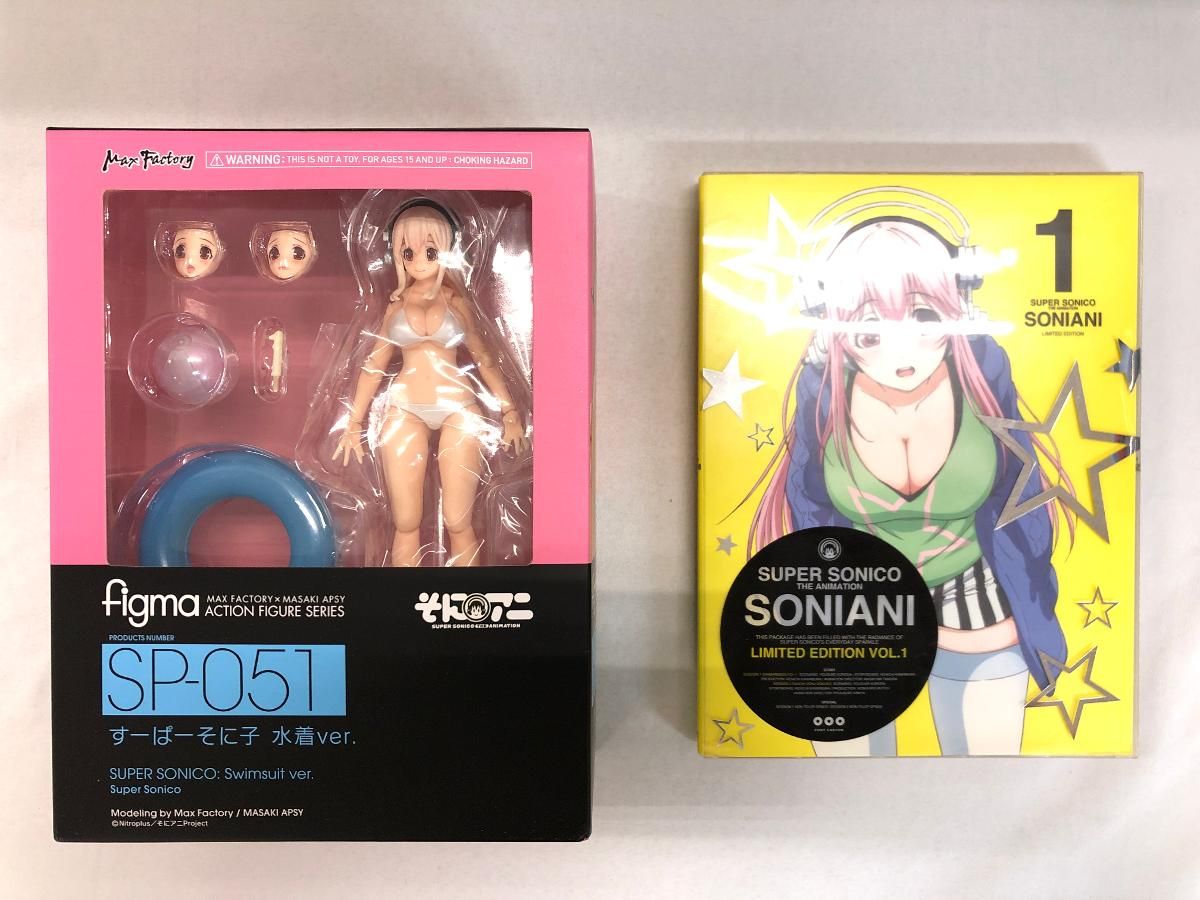 Max Factory
WARNING: THIS IS NOT A TOY. FOR AGES 15 AND UP : CHOKING HAZARD
1
figma
MAX FACTORY × MASAKI APSY
ACTION FIGURE SERIES
そにアニ
SUPER SONICO THE ANIMATION
PRODUCTS NUMBER
SP-051
すーぱーそに子 水着ver.
SUPER SONICO: Swimsuit ver.
Super Sonico
Modeling by Max Factory / MASAKI APSY
©Nitroplus／そにアニProject
1
SUPER SONICO
THE ANIMATION
SONIANI
LIMITED EDITION
SUPER SONICO
THE ANIMATION
SONIANI
THIS PACKAGE HAS BEEN FILLED WITH THE RADIANCE OF
SUPER SONICO'S EVERYDAY SPARKLE
LIMITED EDITION VOL.1
SPECIAL